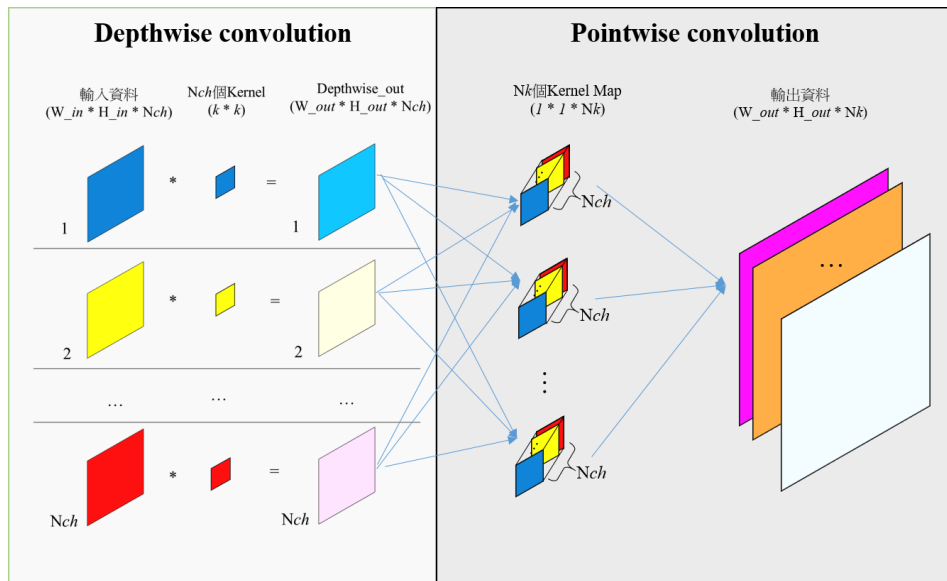 Depthwise convolution
Pointwise convolution
輸入資料
(W_in * H_in * Nch)
Nch個Kernel
(k * k)
Depthwise_out
(W_out * H_out * Nch)
Nk個Kernel Map
(1 * 1 * Nk)
輸出資料
(W_out * H_out * Nk)
1 * = 1
2 * = 2
... ... ...
Nch * = Nch
Nch
Nch
⋮
Nch
...